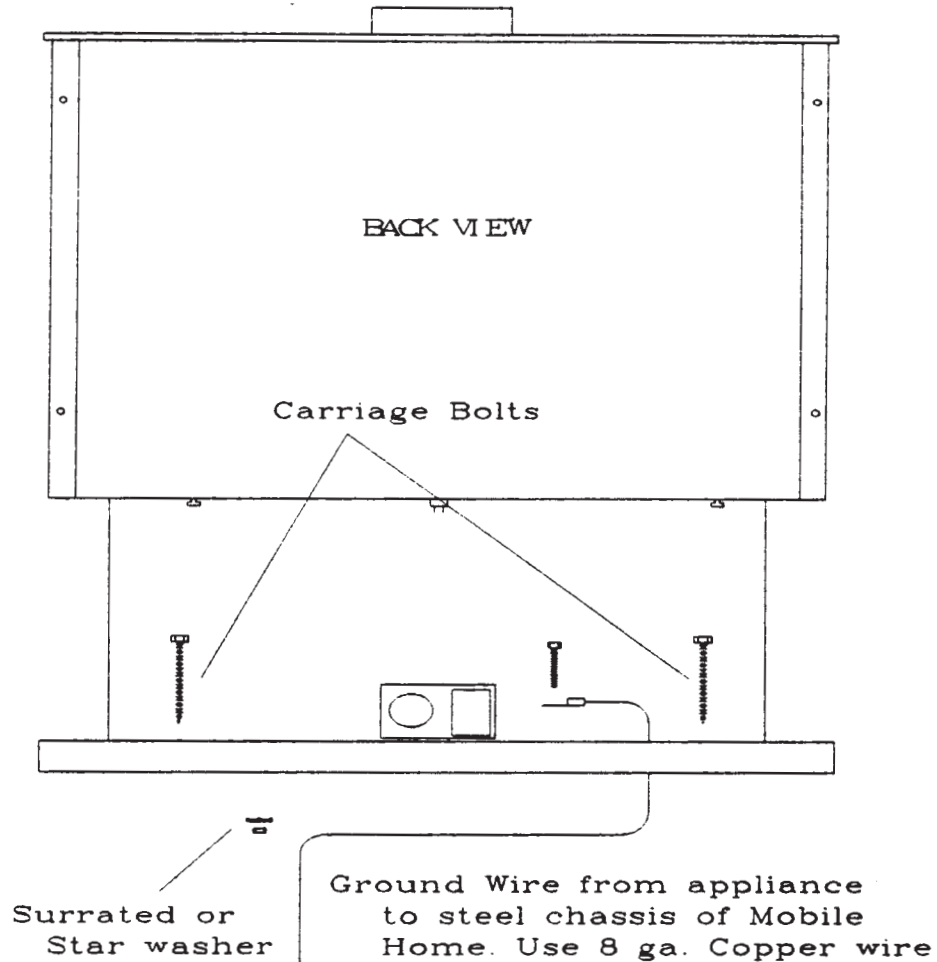 BACK VIEW
Carriage Bolts
Ground Wire from appliance
to steel chassis of Mobile
Home. Use 8 ga. Copper wire
Surrated or
Star washer